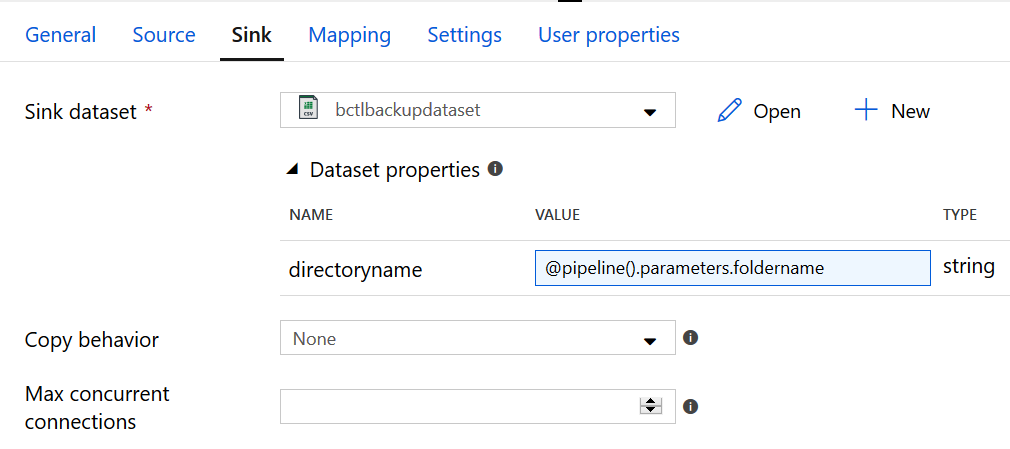 General Source Sink Mapping Settings User properties
Sink dataset * CSV bctlbackupdataset Open New
Dataset properties
NAME VALUE TYPE
directoryname @pipeline().parameters.foldername string
Copy behavior None
Max concurrent
connections